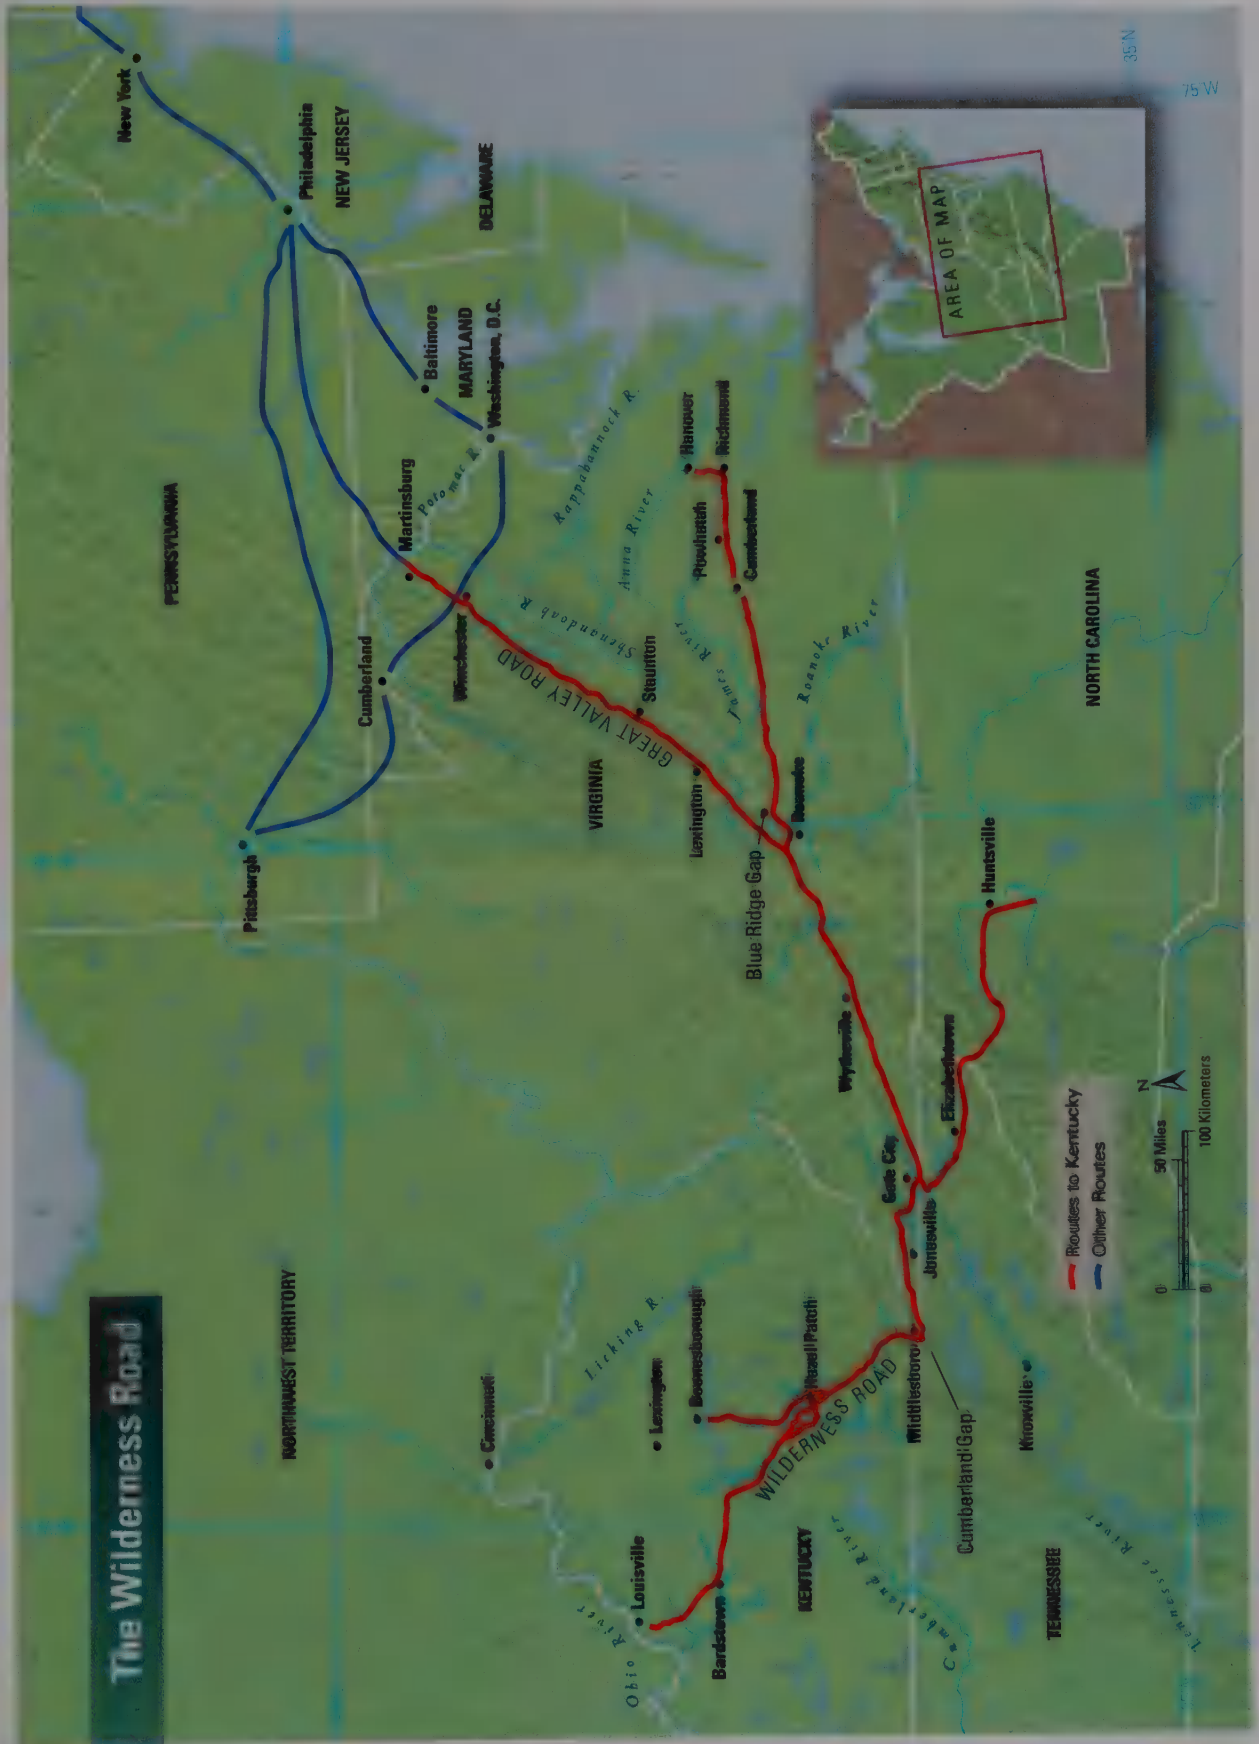 The Wilderness Road
New York
Philadelphia
NEW JERSEY
PENNSYLVANIA
DELAWARE
Baltimore
MARYLAND
Washington, D.C.
Pittsburgh
Cumberland
Martinsburg
Potomac R.
Winchester
Rappahannock R.
NORTHWEST TERRITORY
GREAT VALLEY ROAD
Shenandoah R.
Anna River
Hanover
Staunton
VIRGINIA
Powhatan
Richmond
Cumberland
James River
Lexington
Cincinnati
Licking R.
Blue Ridge Gap
Roanoke
Roanoke River
Louisville
Ohio River
Lexington
Boonesborough
Bardstown
Hazel Patch
WILDERNESS ROAD
KENTUCKY
Wytheville
Gate City
Jonesville
Middlesboro
Cumberland Gap
Cumberland River
Elizabethtown
Huntsville
Knoxville
TENNESSEE
Tennessee River
NORTH CAROLINA
Routes to Kentucky
Other Routes
N
0 50 Miles
0 100 Kilometers
AREA OF MAP
35°N
75°W